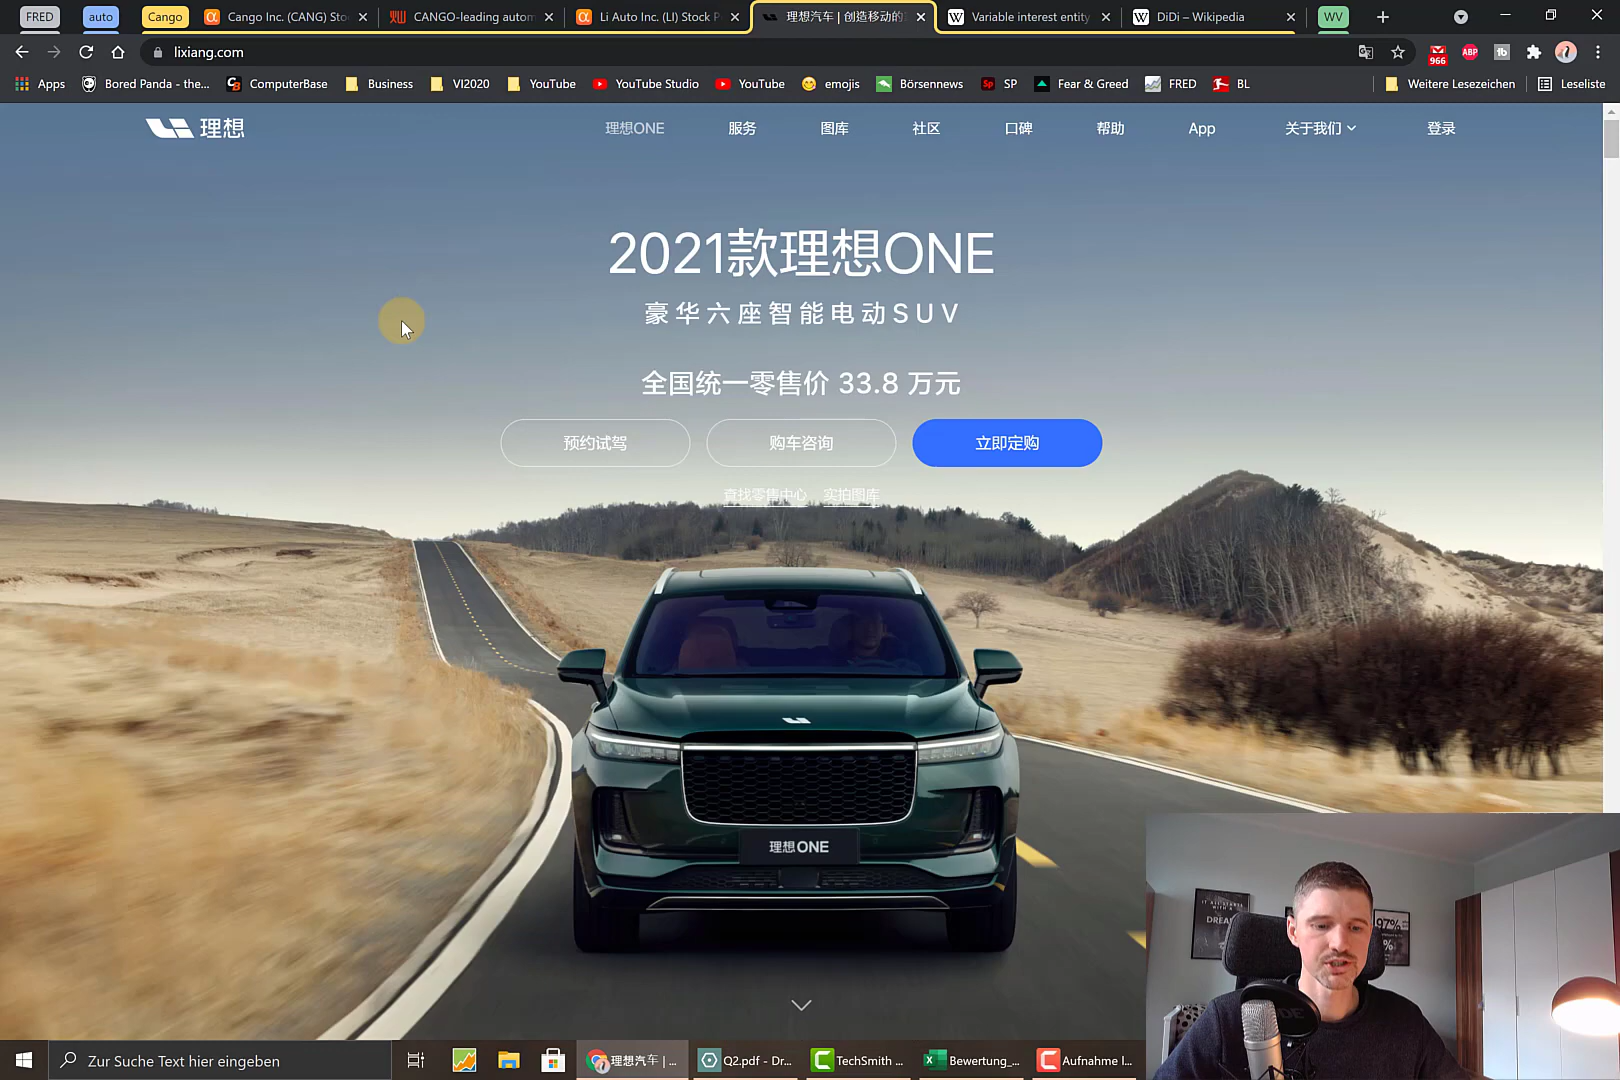 FRED
auto
Cango
Cango Inc. (CANG) Sto
CANGO-leading autom
Li Auto Inc. (LI) Stock P
理想汽车 | 创造移动的
Variable interest entity
DiDi – Wikipedia
WV
lixiang.com
966
ABP
tb
Apps
Bored Panda - the...
ComputerBase
Business
VI2020
YouTube
YouTube Studio
YouTube
emojis
Börsennews
SP
Fear & Greed
FRED
BL
Weitere Lesezeichen
Leseliste
理想
理想ONE
服务
图库
社区
口碑
帮助
App
关于我们
登录
2021款理想ONE
豪华六座智能电动SUV
全国统一零售价 33.8 万元
预约试驾
购车咨询
立即定购
查找零售中心
实拍图库
理想ONE
97%
%
Zur Suche Text hier eingeben
理想汽车 | ...
Q2.pdf - Dr...
TechSmith ...
Bewertung_...
Aufnahme l...